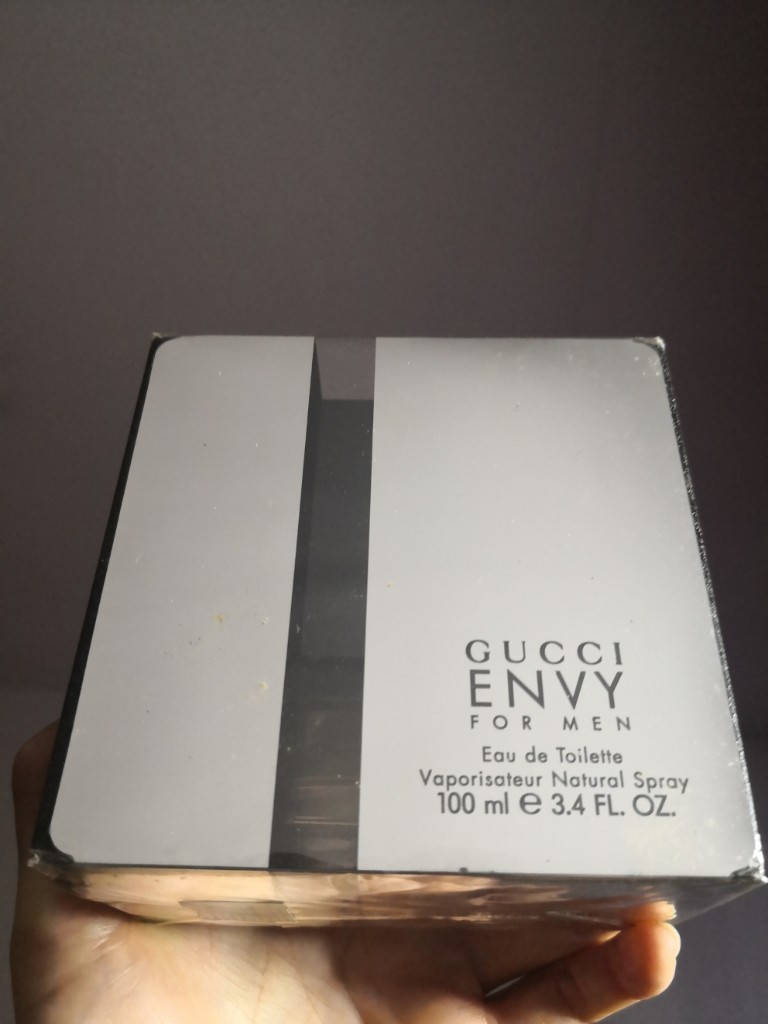 GUCCI
ENVY
FOR MEN
Eau de Toilette
Vaporisateur Natural Spray
100 ml e 3.4 FL. OZ.